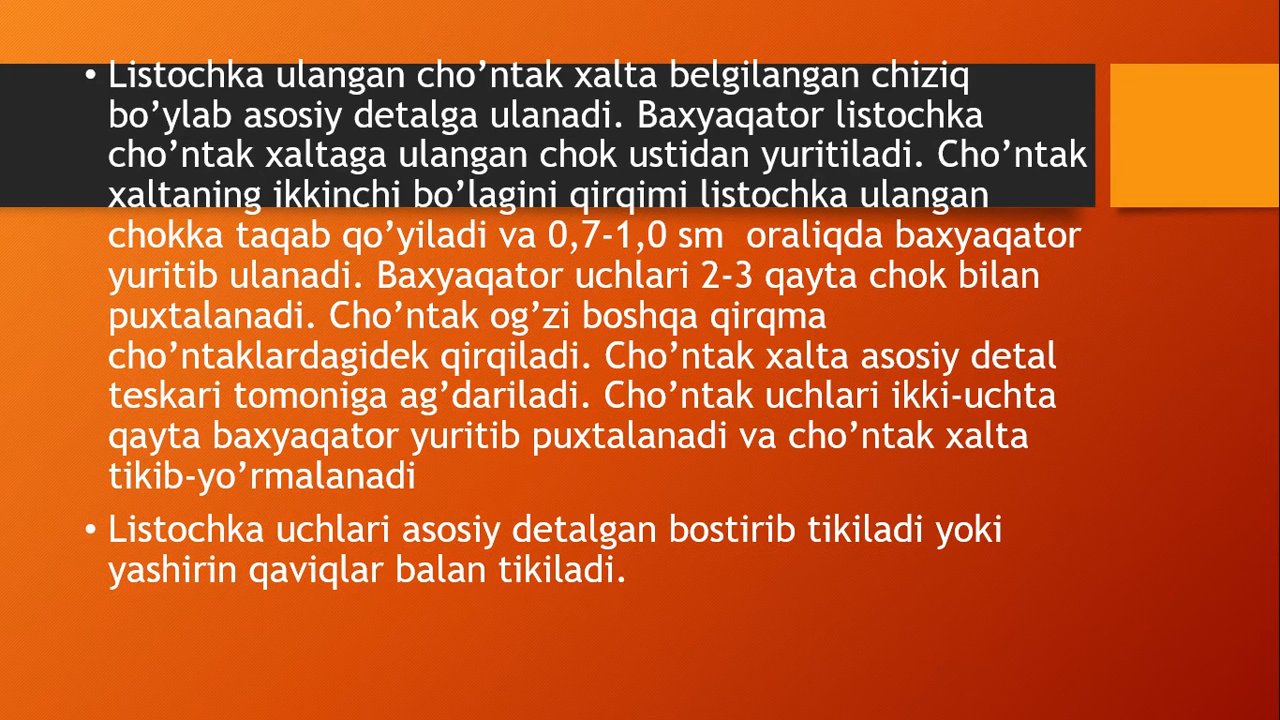 • Listochka ulangan cho’ntak xalta belgilangan chiziq
bo’ylab asosiy detalga ulanadi. Baxyaqator listochka
cho’ntak xaltaga ulangan chok ustidan yuritiladi. Cho’ntak
xaltaning ikkinchi bo’lagini qirqimi listochka ulangan
chokka taqab qo’yiladi va 0,7-1,0 sm  oraliqda baxyaqator
yuritib ulanadi. Baxyaqator uchlari 2-3 qayta chok bilan
puxtalanadi. Cho’ntak og’zi boshqa qirqma
cho’ntaklardagidek qirqiladi. Cho’ntak xalta asosiy detal
teskari tomoniga ag’dariladi. Cho’ntak uchlari ikki-uchta
qayta baxyaqator yuritib puxtalanadi va cho’ntak xalta
tikib-yo’rmalanadi
• Listochka uchlari asosiy detalgan bostirib tikiladi yoki
yashirin qaviqlar balan tikiladi.